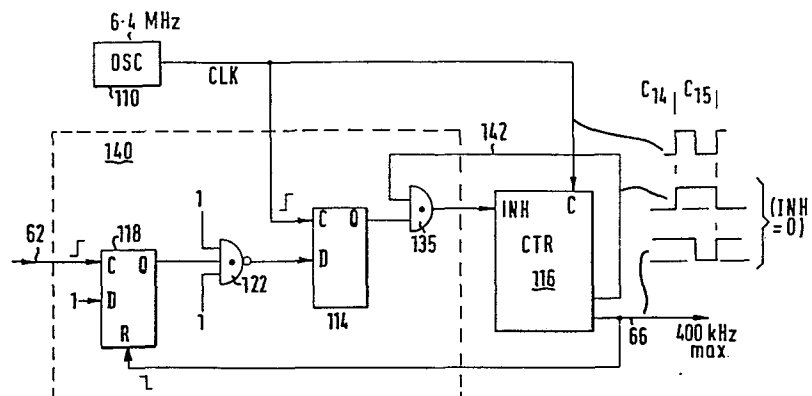 6·4 MHz
OSC
110
CLK
C14 C15
140
142
62
118
C Q
D
R
1
1
1
122
C Q
D
114
135
INH C
CTR
116
(INH
=0)
66
400 kHz
max.